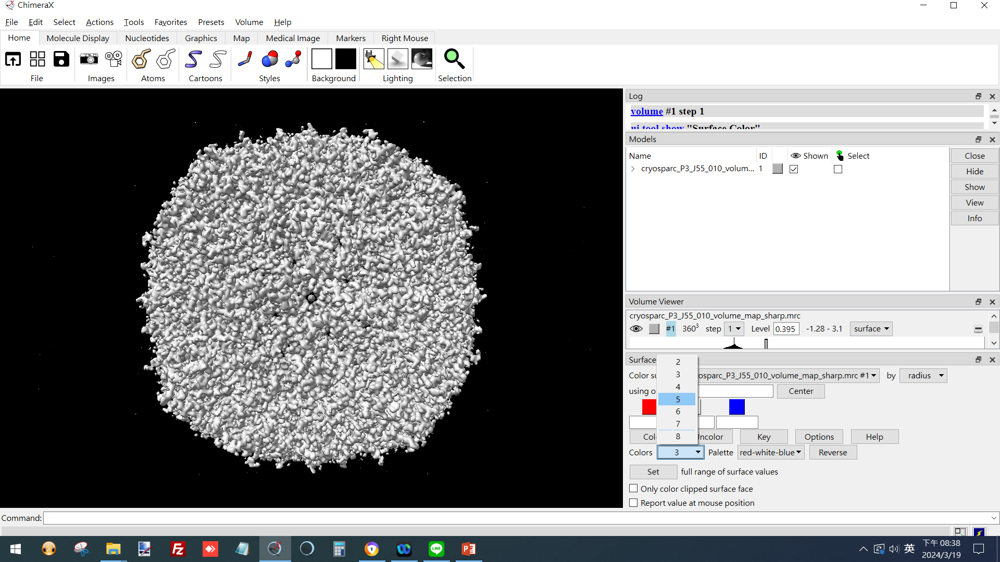 ChimeraX
File Edit Select Actions Tools Favorites Presets Volume Help
Home Molecule Display Nucleotides Graphics Map Medical Image Markers Right Mouse
File Images Atoms Cartoons Styles Background Lighting Selection
Log
volume #1 step 1
ui tool show "Surface Color"
Models
Name ID Shown Select
cryosparc_P3_J55_010_volum... 1
Close
Hide
Show
View
Info
Volume Viewer
cryosparc_P3_J55_010_volume_map_sharp.mrc
#1 360³ step 1 Level 0.395 -1.28 - 3.1 surface
Surface
Color su osparc_P3_J55_010_volume_map_sharp.mrc #1 by radius
using o Center
2
3
4
5
6
7
8
Colo Uncolor Key Options Help
Colors 3 Palette red-white-blue Reverse
Set full range of surface values
Only color clipped surface face
Report value at mouse position
Command:
Fz
LINE
P
英
下午 08:38
2024/3/19